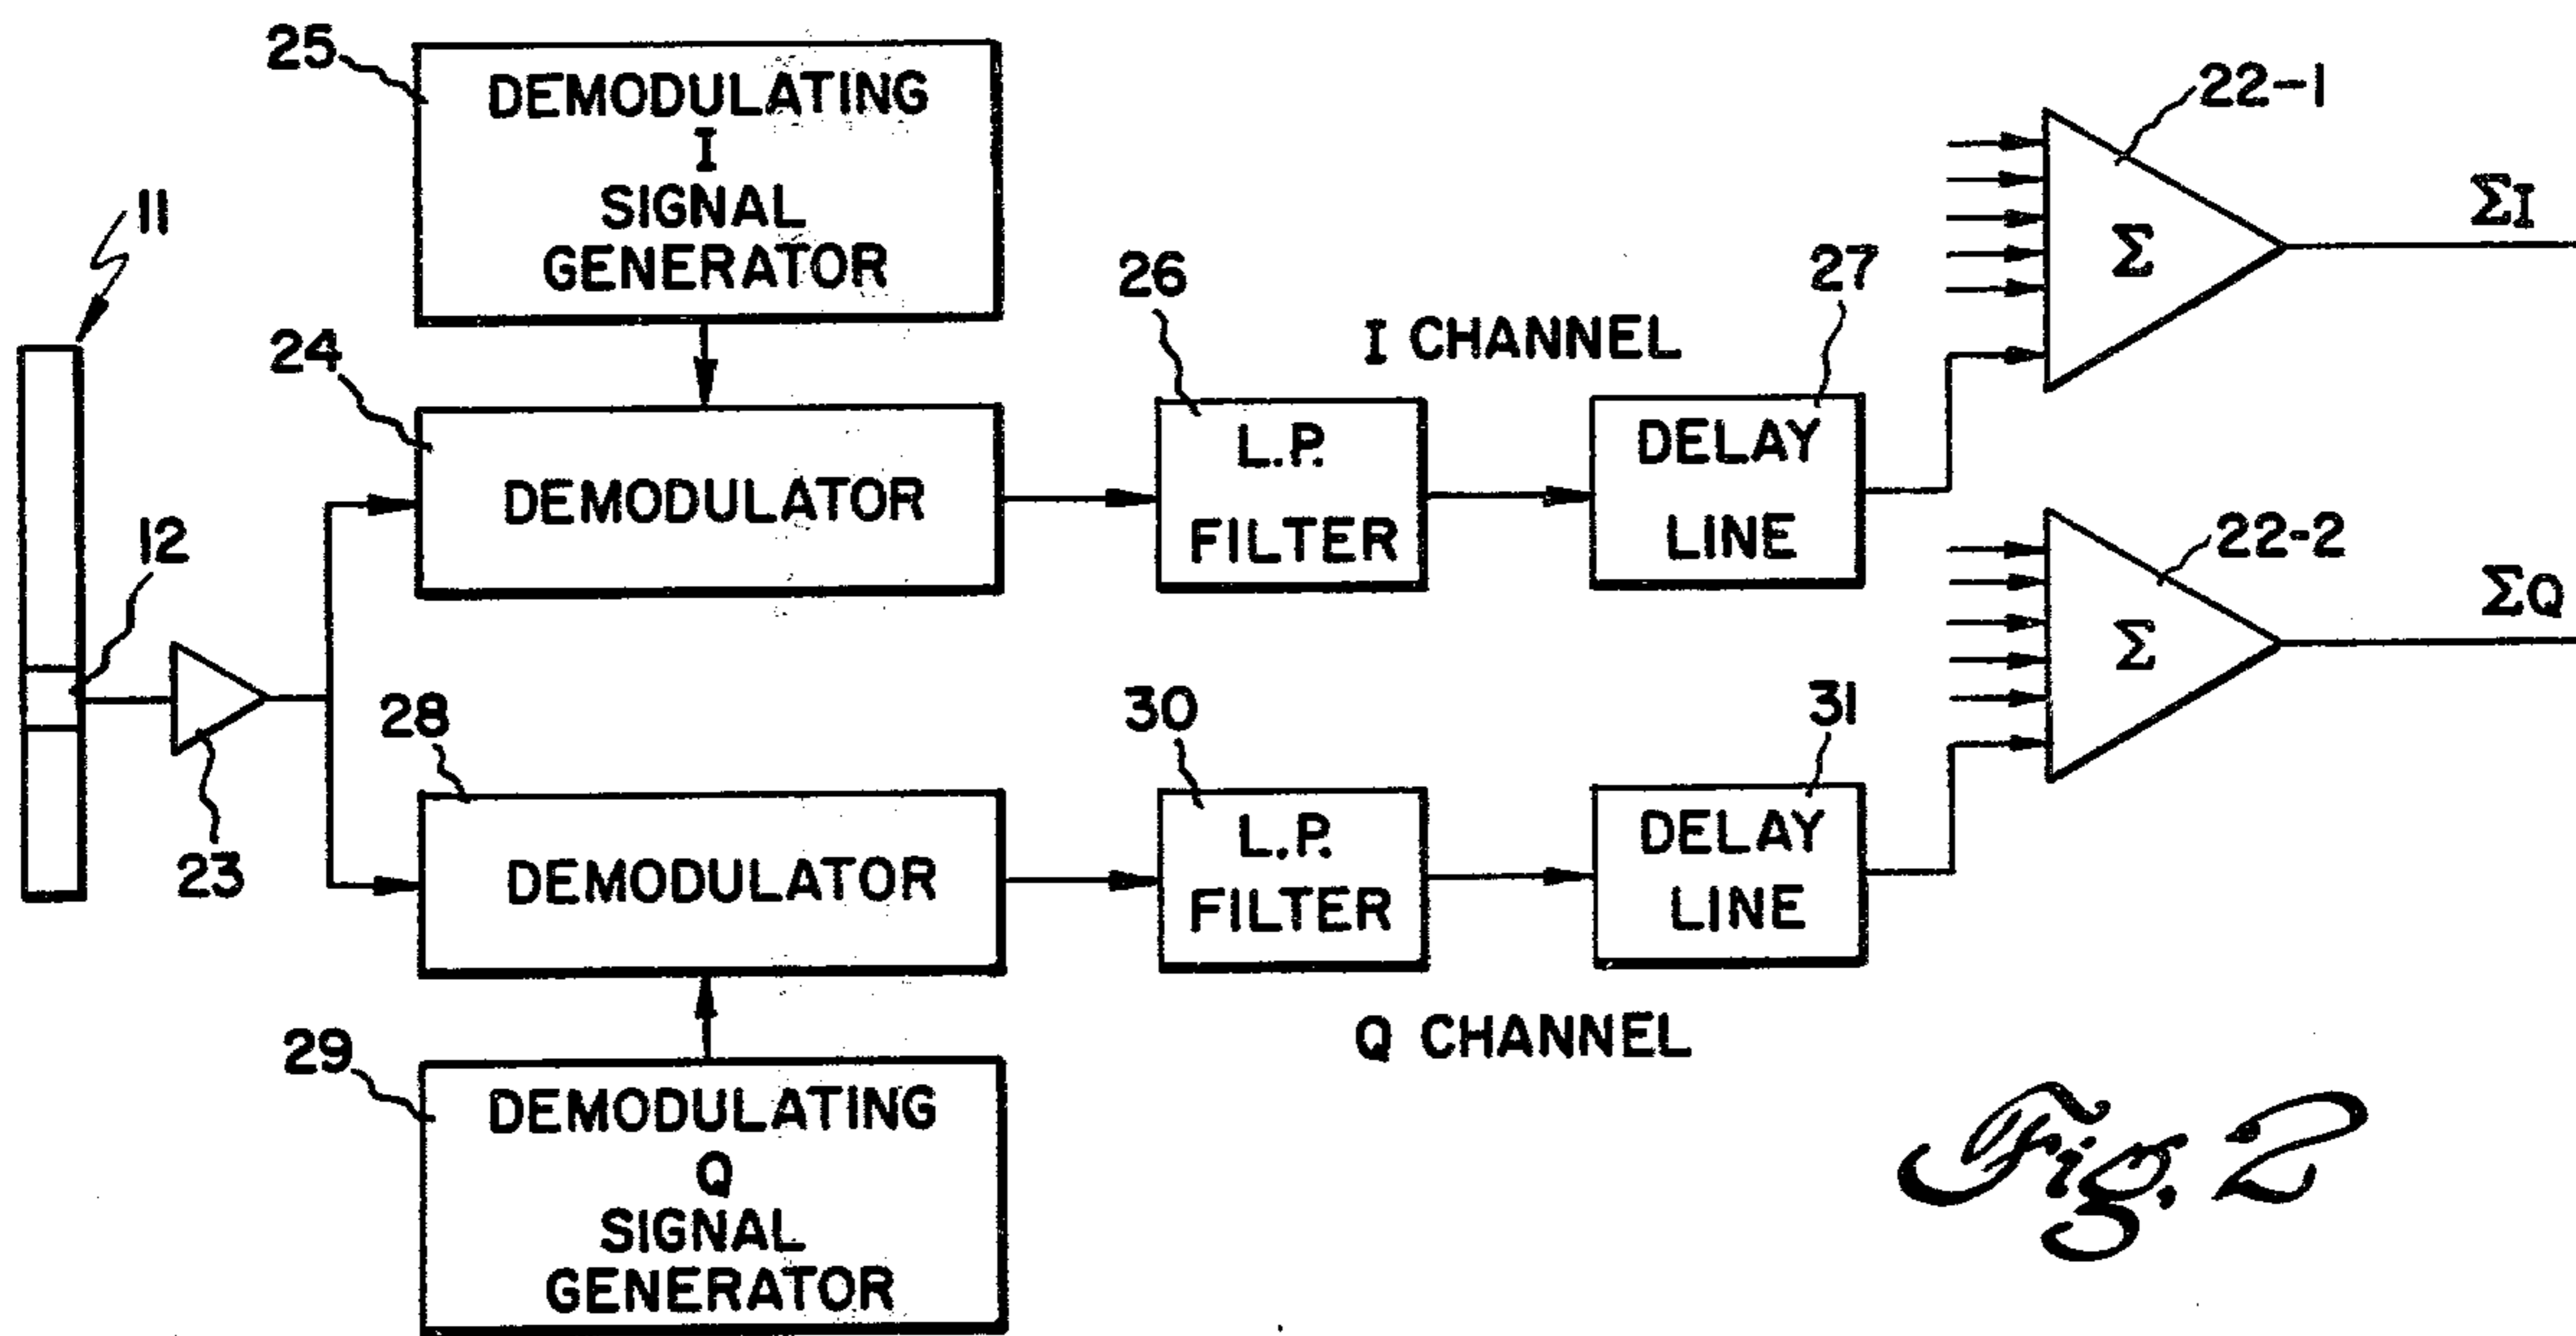 25
DEMODULATING
I
SIGNAL
GENERATOR
11
24
DEMODULATOR
26
L.P.
FILTER
I CHANNEL
27
DELAY
LINE
22-1
Σ
ΣI
12
23
28
DEMODULATOR
30
L.P.
FILTER
31
DELAY
LINE
22-2
Σ
ΣQ
Q CHANNEL
29
DEMODULATING
Q
SIGNAL
GENERATOR
Fig. 2